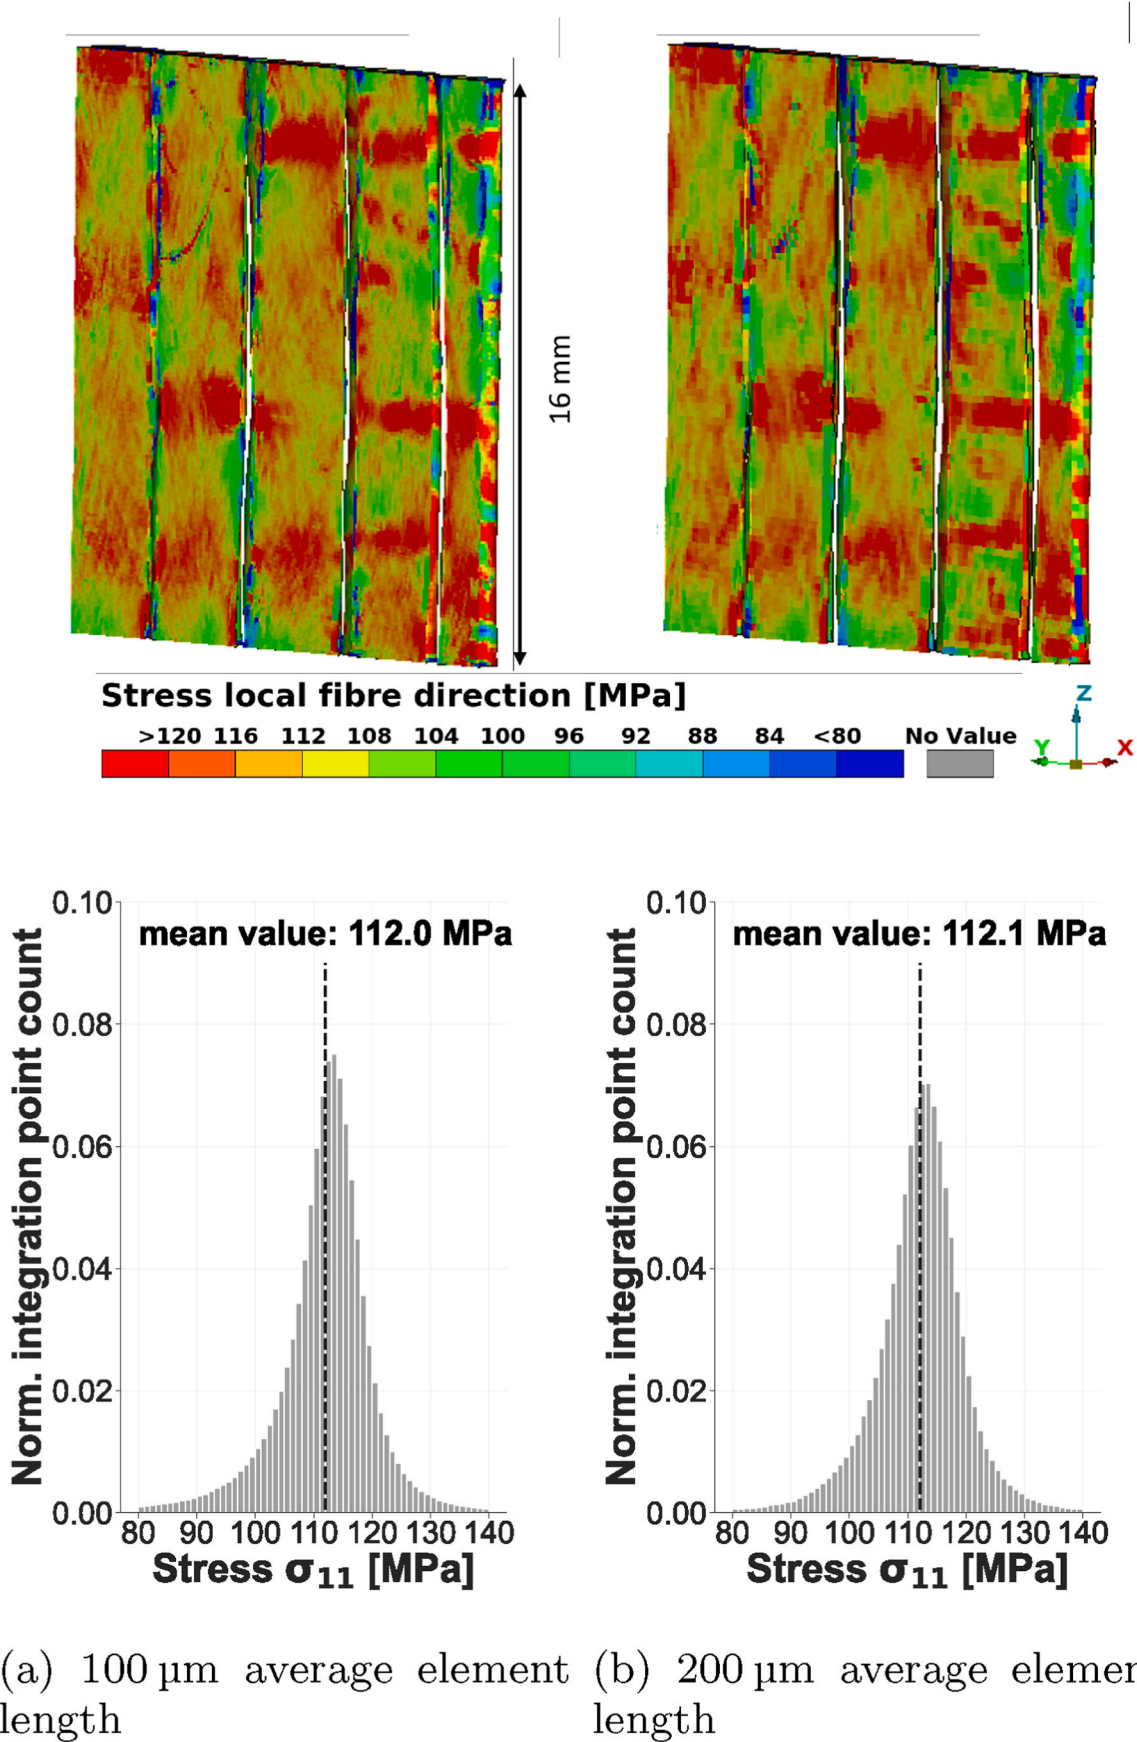 16 mm
Stress local fibre direction [MPa]
>120 116 112 108 104 100 96 92 88 84 <80 No Value
Z
Y X
mean value: 112.0 MPa
Norm. integration point count
0.10
0.08
0.06
0.04
0.02
0.00
80 90 100 110 120 130 140
Stress σ₁₁ [MPa]
mean value: 112.1 MPa
Norm. integration point count
0.10
0.08
0.06
0.04
0.02
0.00
80 90 100 110 120 130 140
Stress σ₁₁ [MPa]
(a) 100 µm average element
length
(b) 200 µm average elemen
length